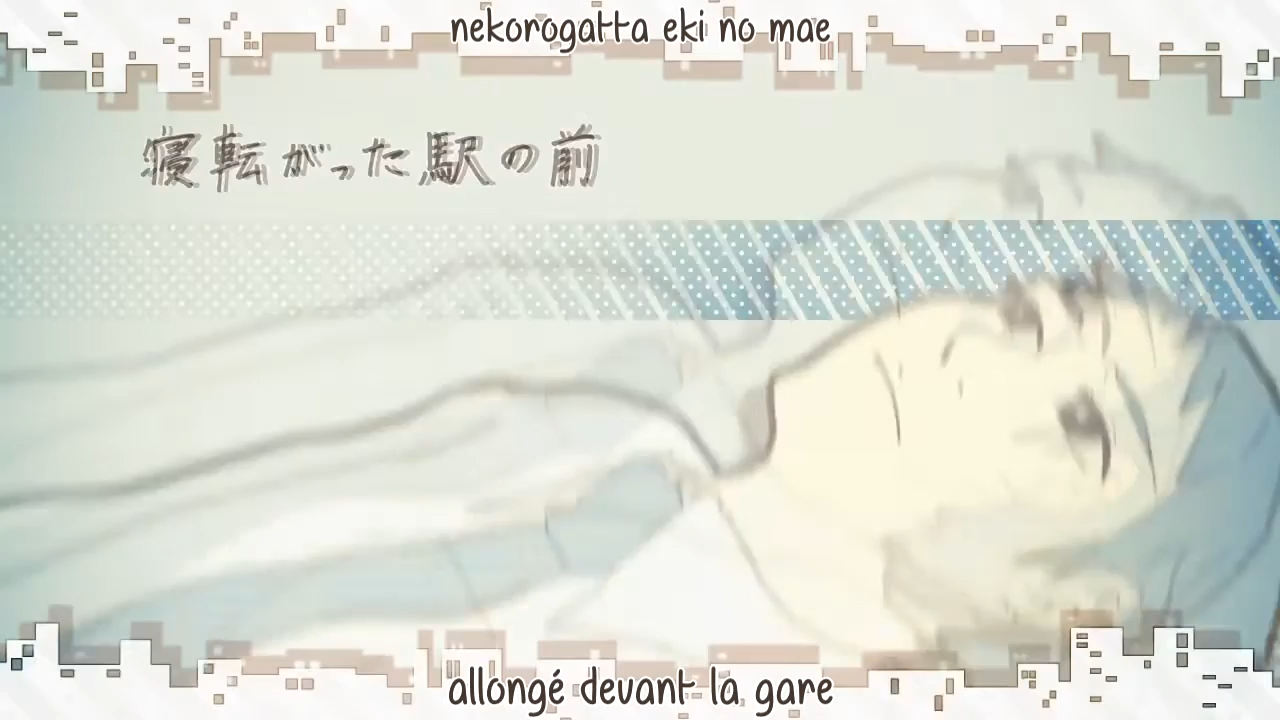 nekorogatta eki no mae
寝転がった駅の前
allongé devant la gare